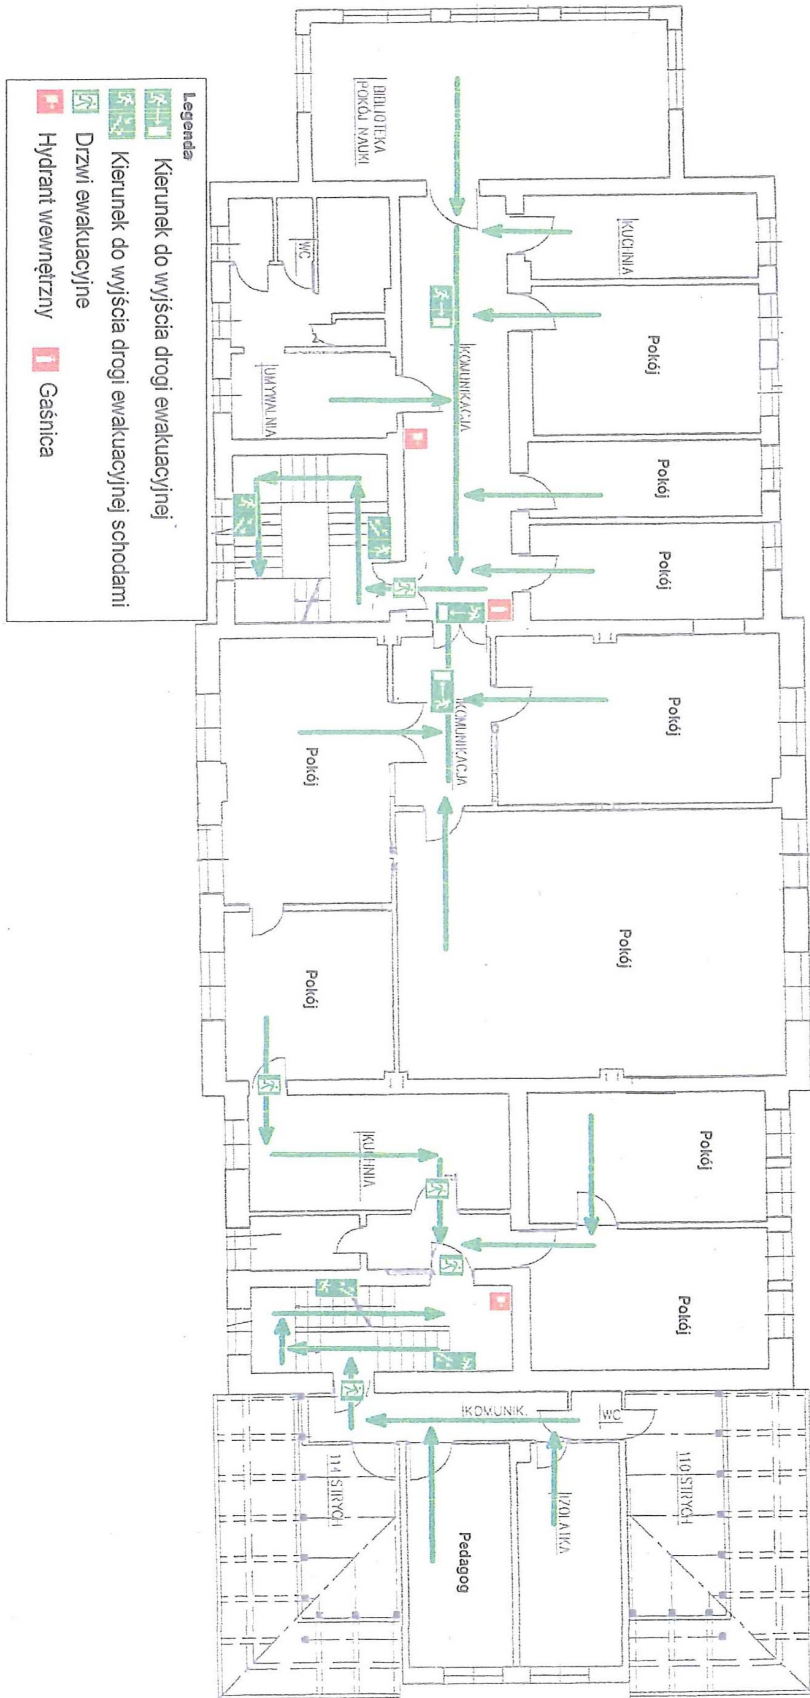 BIBLIOTEKA
POKÓJ NAUKI
KUCHNIA
Pokój
Pokój
Pokój
WC
UMYWALNIA
KOMUNIKACJA
KOMUNIKACJA
Pokój
Pokój
Pokój
Pokój
KUCHNIA
Pokój
Pokój
KOMUNIK.
WC
110 STRYCH
114 STRYCH
IZOLATKA
Pedagog
Legenda
Kierunek do wyjścia drogi ewakuacyjnej
Kierunek do wyjścia drogi ewakuacyjnej schodami
Drzwi ewakuacyjne
Hydrant wewnętrzny Gaśnica